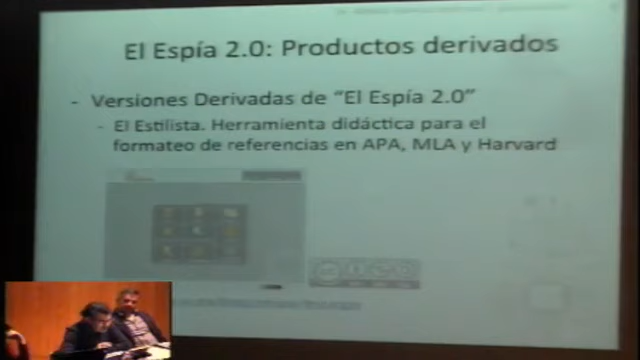 El Espía 2.0: Productos derivados
- Versiones Derivadas de “El Espía 2.0”
- El Estilista. Herramienta didáctica para el
formateo de referencias en APA, MLA y Harvard